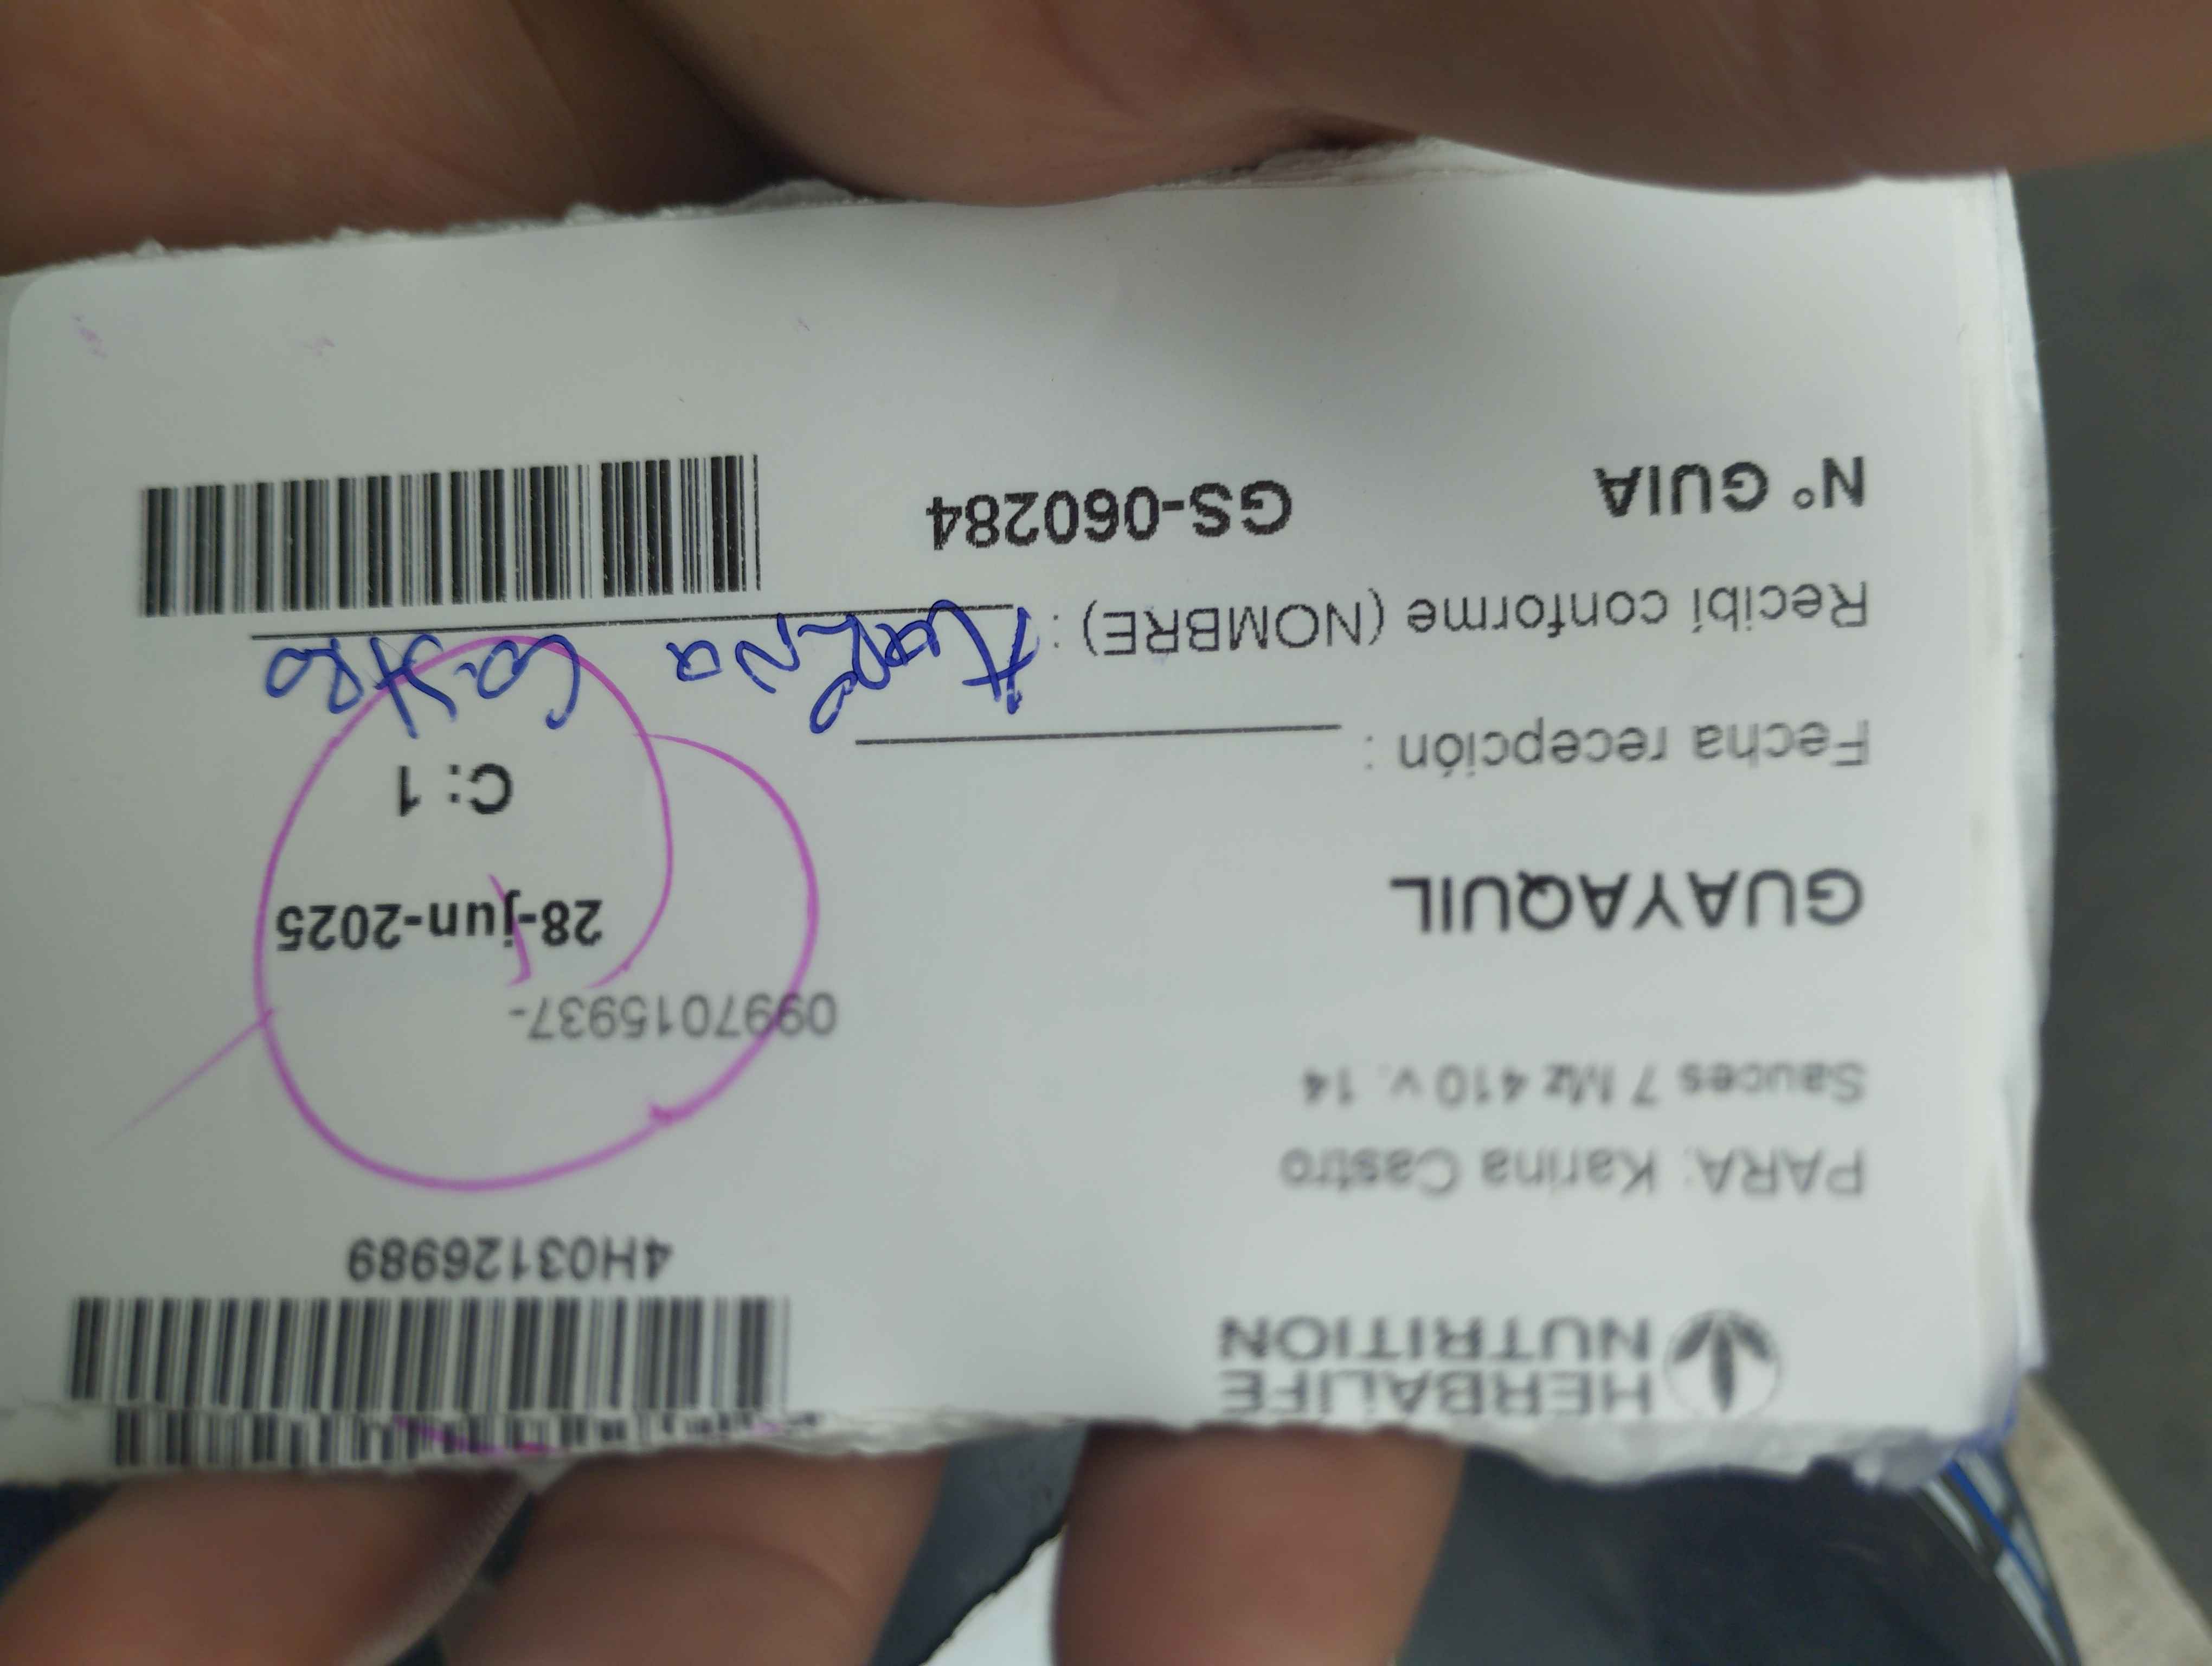 HERBALIFE
NUTRITION
4H03126989
PARA: Karina Castro
Sauces 7 Mz 410 v. 14
0997015937-
GUAYAQUIL
28-jun-2025
C: 1
Fecha recepción :
Recibí conforme (NOMBRE) : Karina Castro
N° GUIA GS-060284